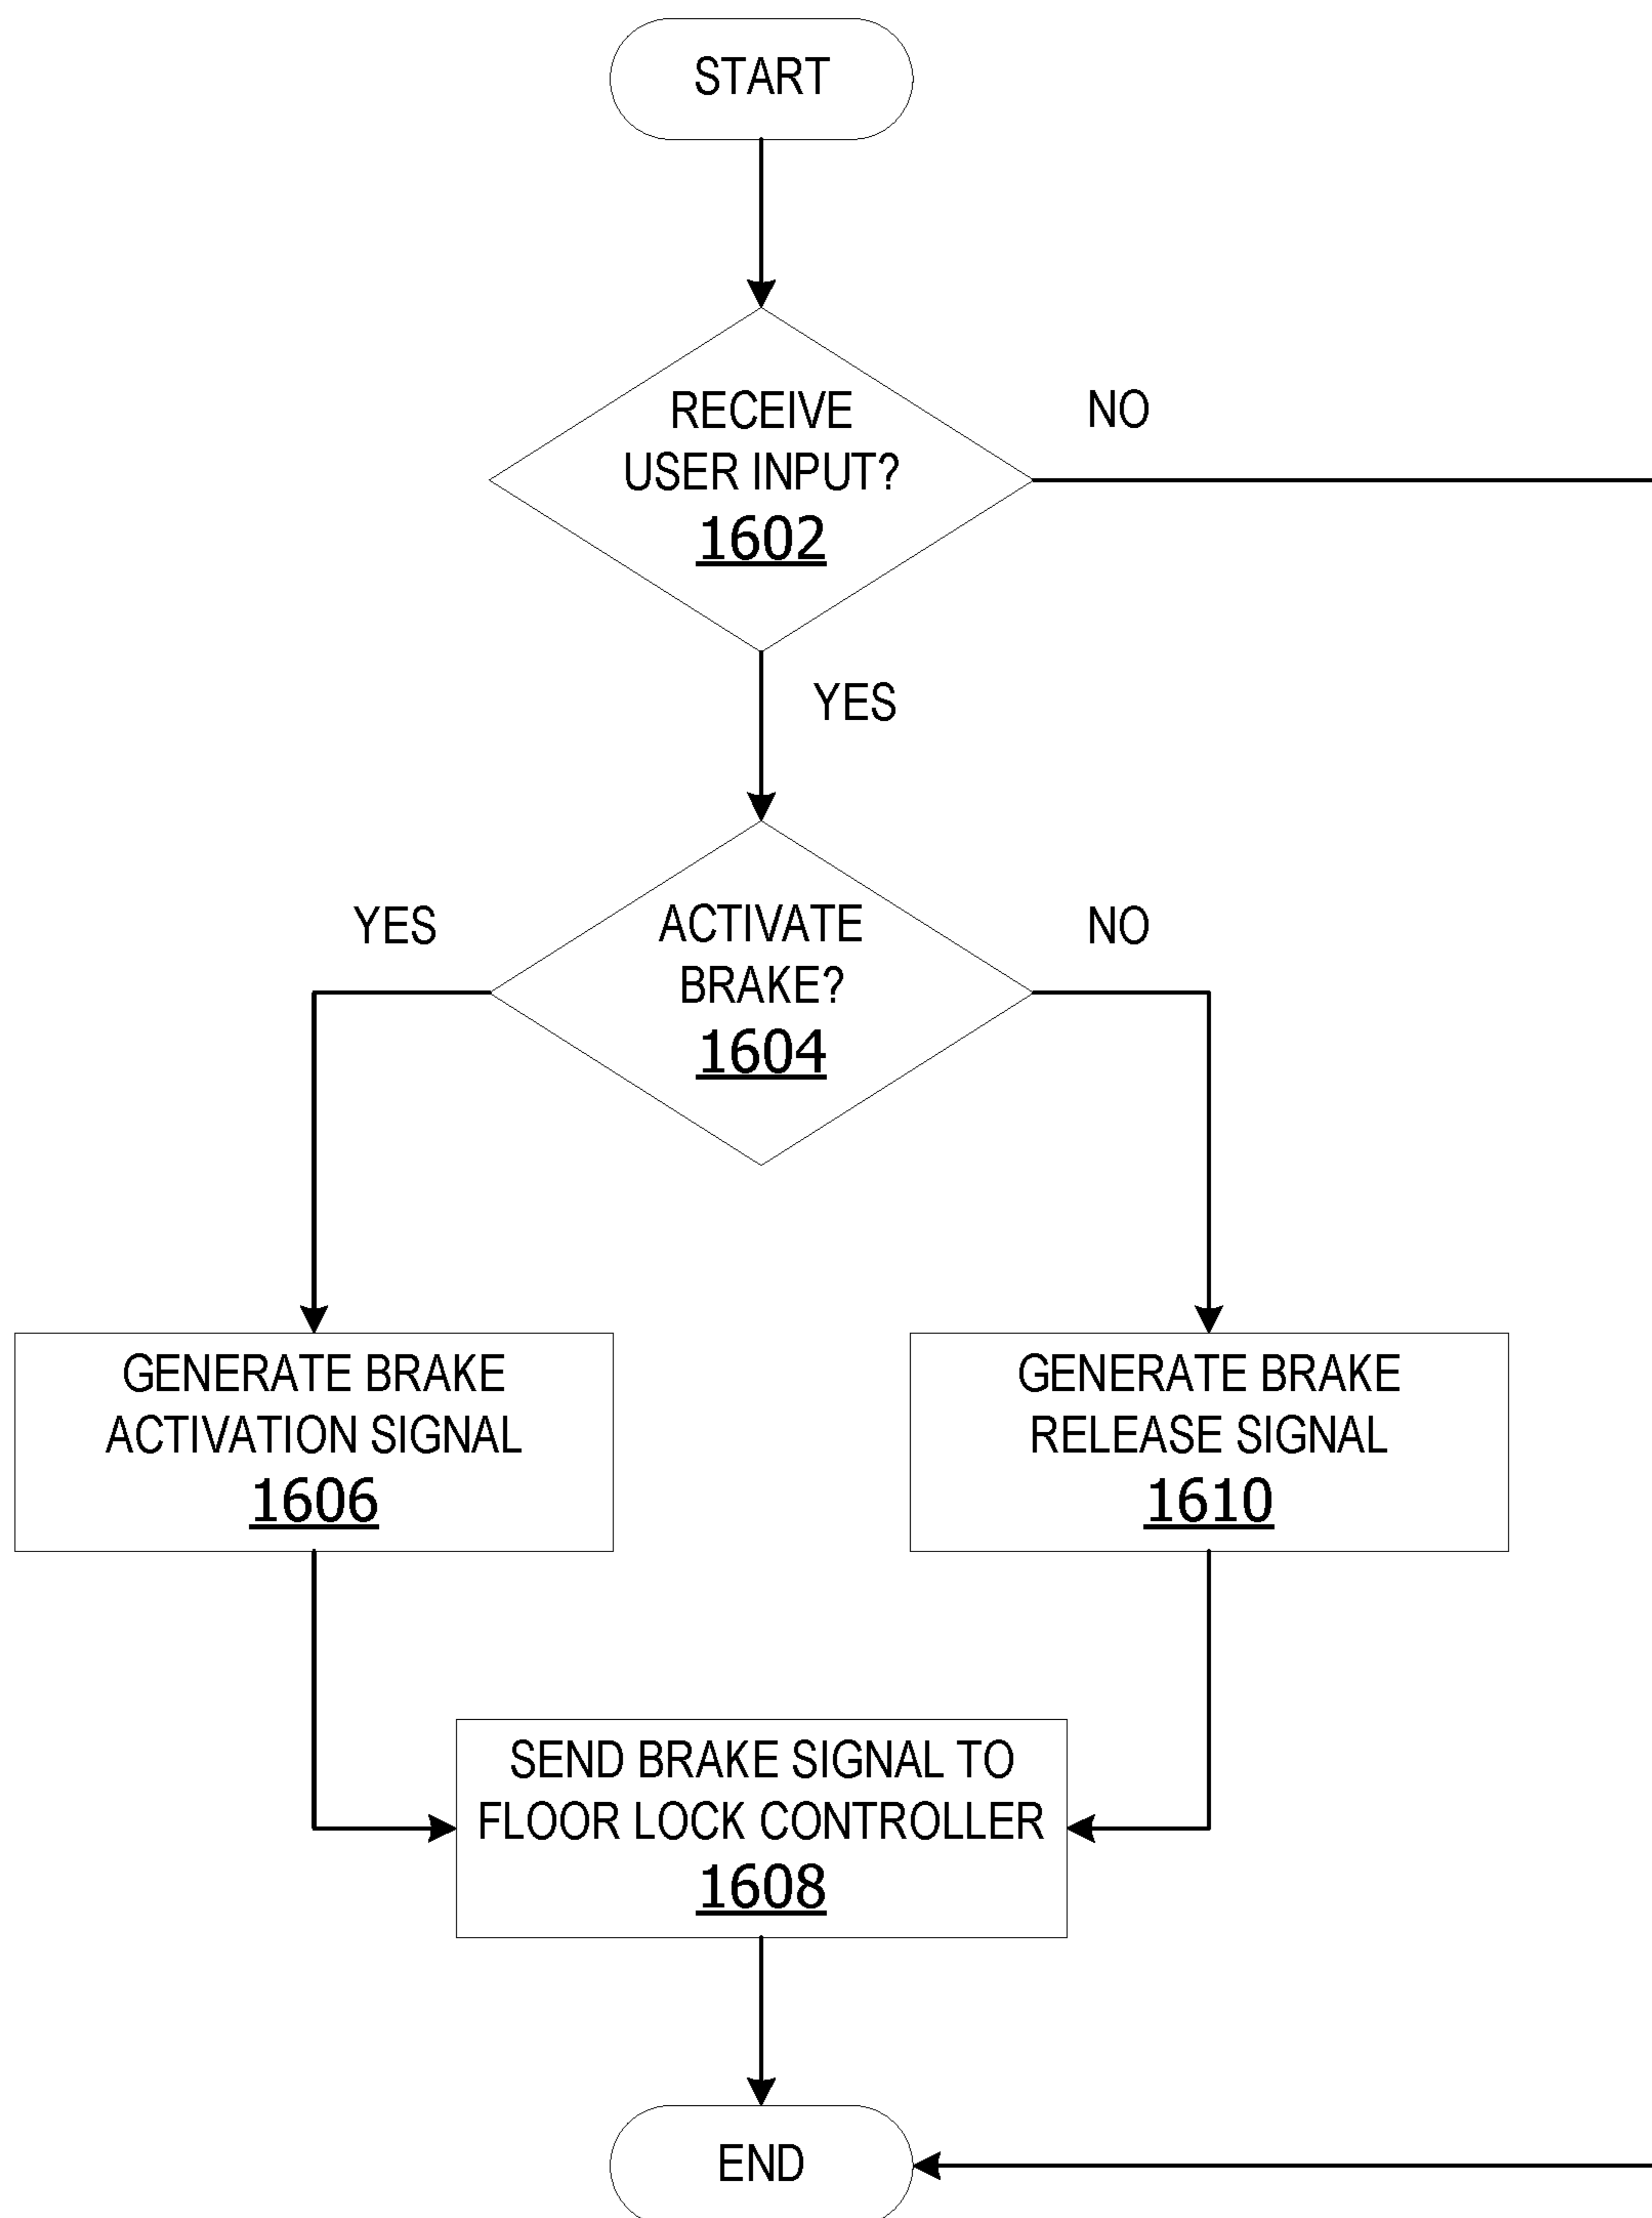 START
RECEIVE
USER INPUT?
1602
NO
YES
ACTIVATE
BRAKE?
1604
YES
NO
GENERATE BRAKE
ACTIVATION SIGNAL
1606
GENERATE BRAKE
RELEASE SIGNAL
1610
SEND BRAKE SIGNAL TO
FLOOR LOCK CONTROLLER
1608
END